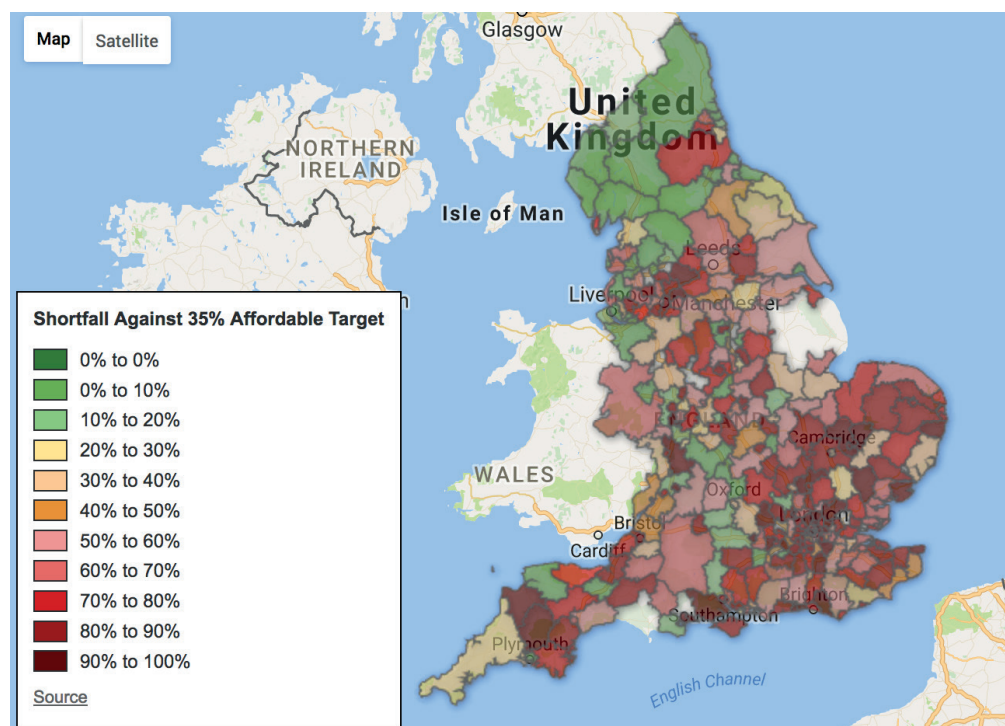 Map Satellite
Glasgow
United
Kingdom
NORTHERN
IRELAND
Isle of Man
Leeds
Liverpool
Manchester
ENGLAND
Cambridge
WALES
Oxford
London
Bristol
Cardiff
Southampton
Brighton
Plymouth
English Channel
Shortfall Against 35% Affordable Target
0% to 0%
0% to 10%
10% to 20%
20% to 30%
30% to 40%
40% to 50%
50% to 60%
60% to 70%
70% to 80%
80% to 90%
90% to 100%
Source